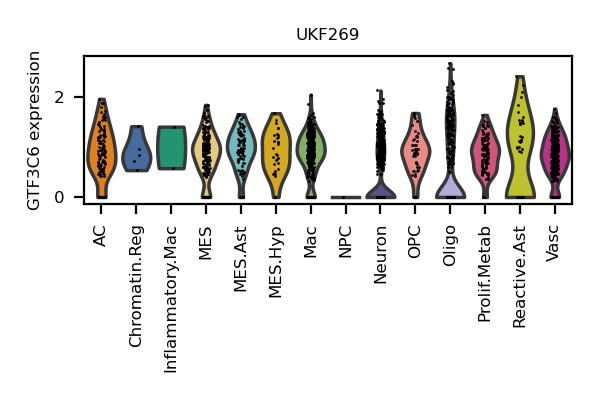 UKF269
GTF3C6 expression
2
0
AC
Chromatin.Reg
Inflammatory.Mac
MES
MES.Ast
MES.Hyp
Mac
NPC
Neuron
OPC
Oligo
Prolif.Metab
Reactive.Ast
Vasc